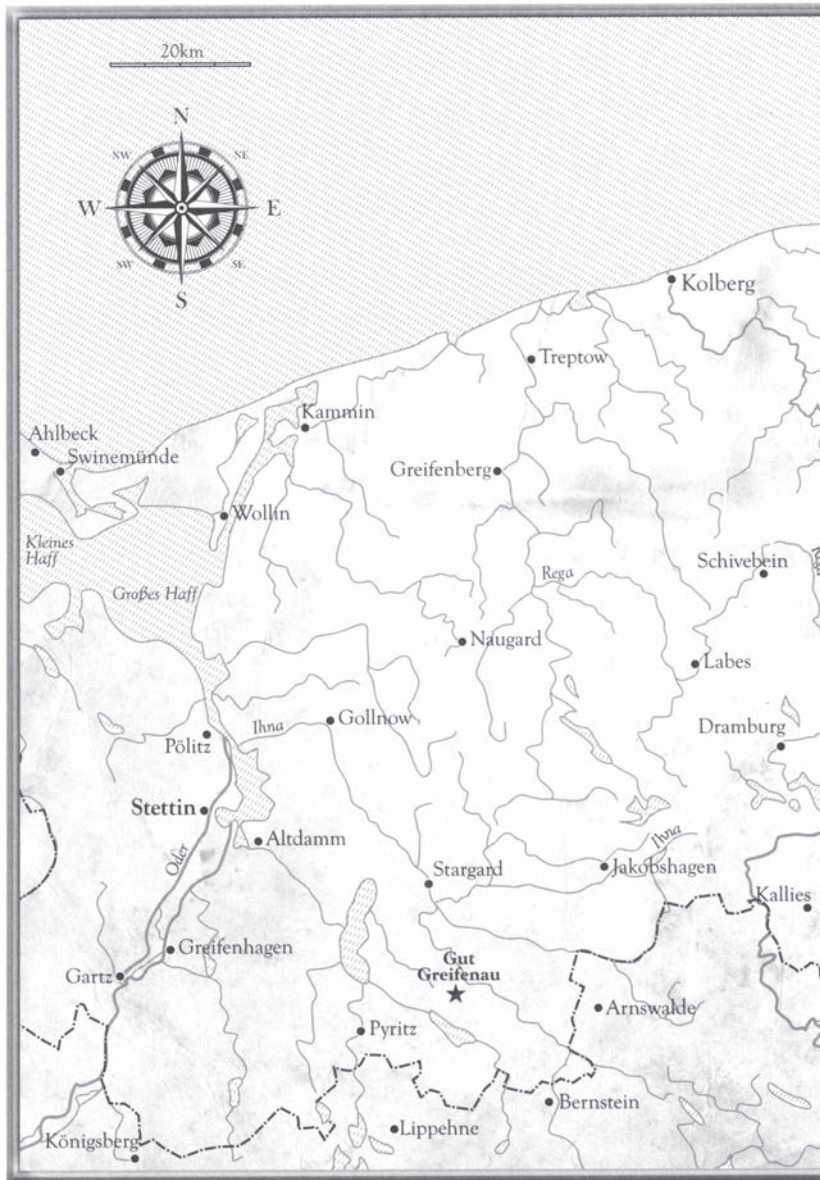 20km
N
NW
NE
W
E
SW
SE
S
Kolberg
Treptow
Kammin
Ahlbeck
Swinemünde
Greifenberg
Wollin
Kleines
Haff
Schivebein
Rega
Großes Haff
Naugard
Labes
Gollnow
Ihna
Dramburg
Pölitz
Stettin
Altdamm
Ihna
Oder
Jakobshagen
Stargard
Kallies
Greifenhagen
Gut
Greifenau
Gartz
Arnswalde
Pyritz
Bernstein
Lippehne
Königsberg